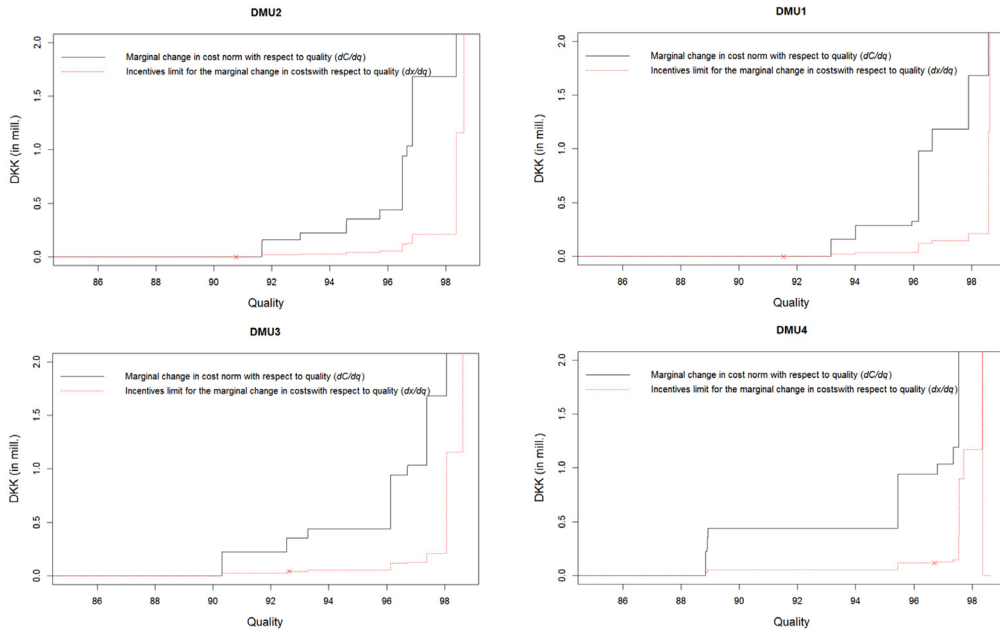 DMU2
Marginal change in cost norm with respect to quality (dC/dq)
Incentives limit for the marginal change in costswith respect to quality (dx/dq)
DKK (in mill.)
2.0
1.5
1.0
0.5
0.0
86 88 90 92 94 96 98
Quality
DMU1
Marginal change in cost norm with respect to quality (dC/dq)
Incentives limit for the marginal change in costswith respect to quality (dx/dq)
DKK (in mill.)
2.0
1.5
1.0
0.5
0.0
86 88 90 92 94 96 98
Quality
DMU3
Marginal change in cost norm with respect to quality (dC/dq)
Incentives limit for the marginal change in costswith respect to quality (dx/dq)
DKK (in mill.)
2.0
1.5
1.0
0.5
0.0
86 88 90 92 94 96 98
Quality
DMU4
Marginal change in cost norm with respect to quality (dC/dq)
Incentives limit for the marginal change in costswith respect to quality (dx/dq)
DKK (in mill.)
2.0
1.5
1.0
0.5
0.0
86 88 90 92 94 96 98
Quality